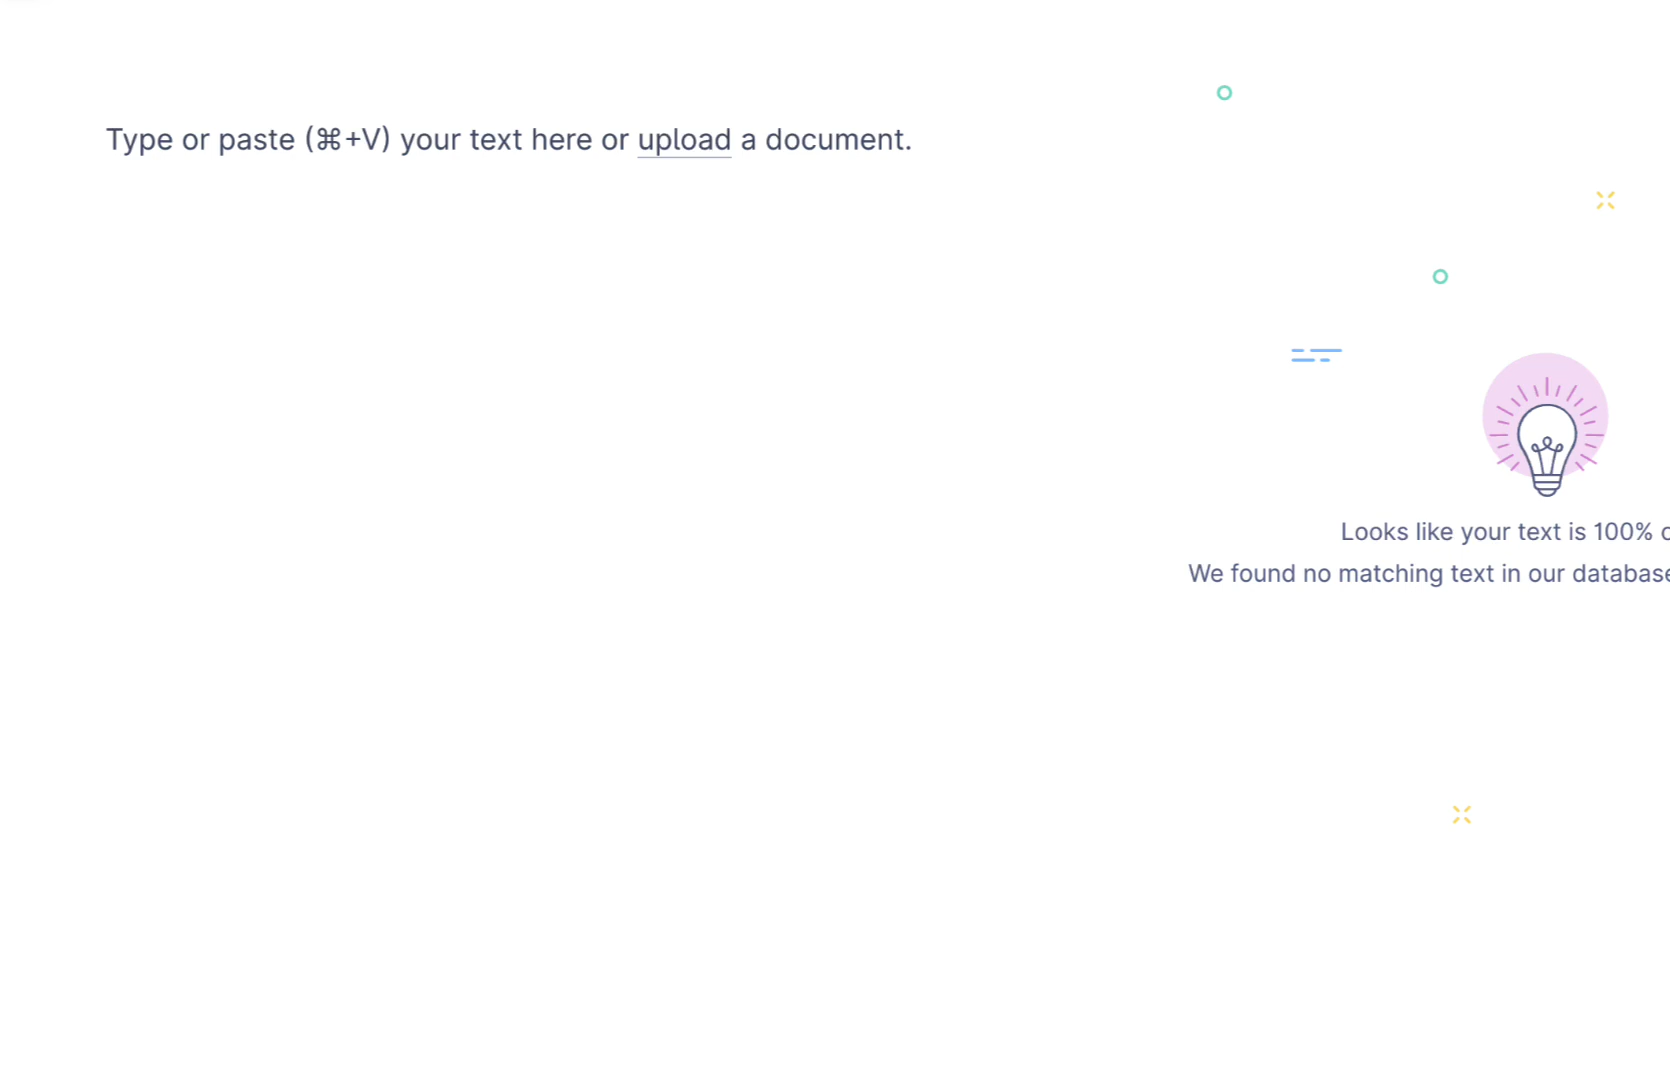 Type or paste (⌘+V) your text here or upload a document.
Looks like your text is 100%
We found no matching text in our database